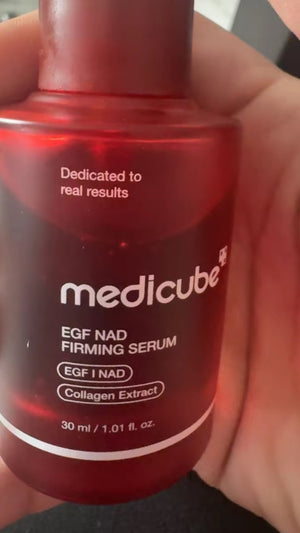 Dedicated to
real results
medicube
EGF NAD
FIRMING SERUM
EGF I NAD
Collagen Extract
30 ml / 1.01 fl. oz.